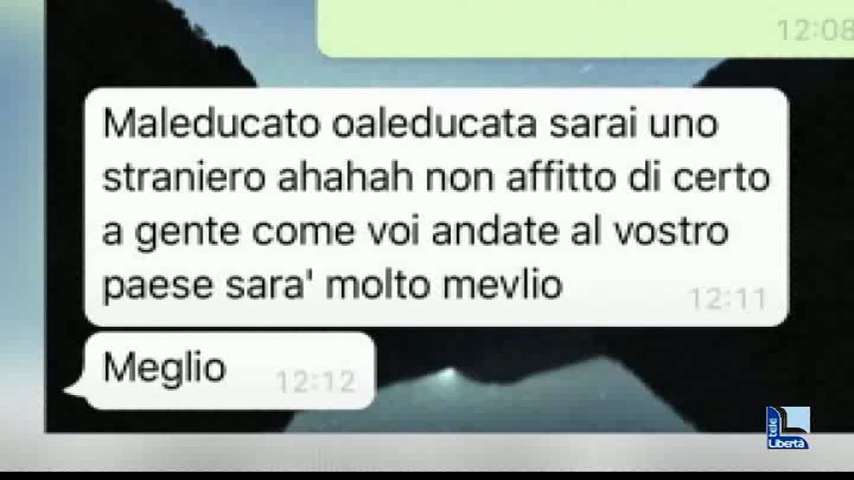 12:08
Maleducato oaleducata sarai uno
straniero ahahah non affitto di certo
a gente come voi andate al vostro
paese sara' molto mevlio
12:11
Meglio
12:12
tele
Libertà